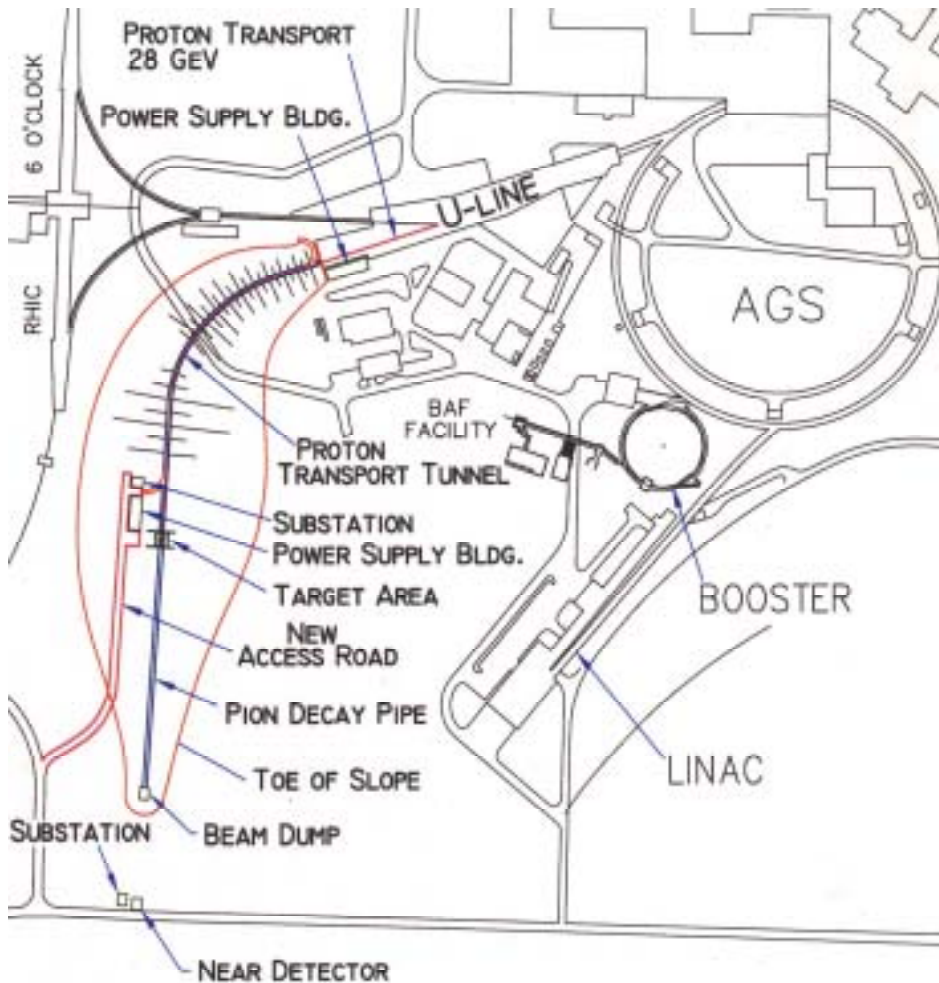 PROTON TRANSPORT
28 GEV
POWER SUPPLY BLDG.
6 O'CLOCK
RHIC
U-LINE
AGS
BAF
FACILITY
PROTON
TRANSPORT TUNNEL
SUBSTATION
POWER SUPPLY BLDG.
TARGET AREA
NEW
ACCESS ROAD
BOOSTER
PION DECAY PIPE
LINAC
TOE OF SLOPE
BEAM DUMP
SUBSTATION
NEAR DETECTOR